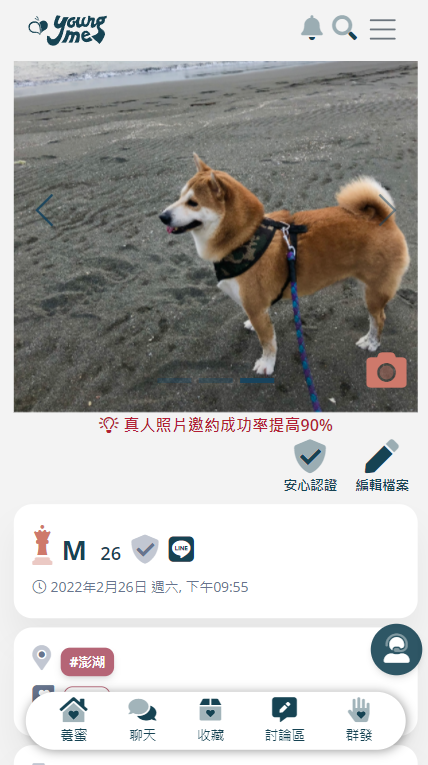 young me
真人照片邀約成功率提高90%
安心認證 編輯檔案
M 26 LINE
2022年2月26日 週六, 下午09:55
#澎湖
養蜜 聊天 收藏 討論區 群發